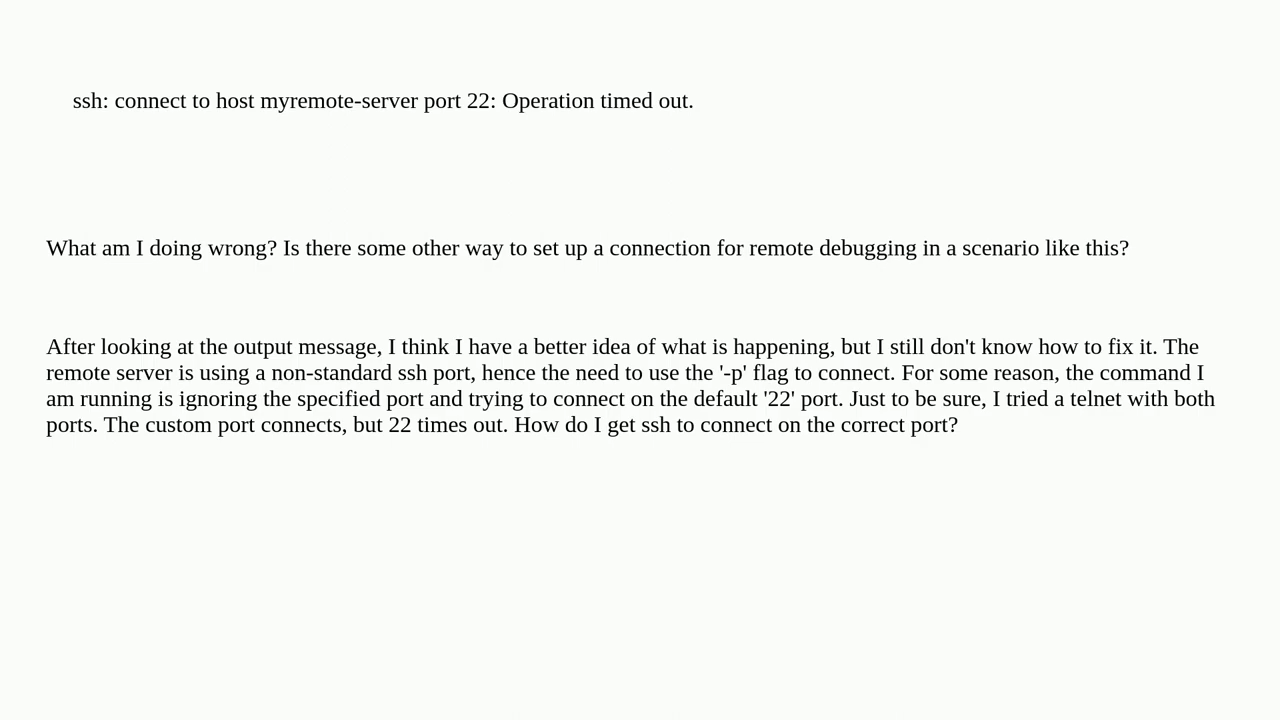 ssh: connect to host myremote-server port 22: Operation timed out.
What am I doing wrong? Is there some other way to set up a connection for remote debugging in a scenario like this?
After looking at the output message, I think I have a better idea of what is happening, but I still don't know how to fix it. The
remote server is using a non-standard ssh port, hence the need to use the '-p' flag to connect. For some reason, the command I
am running is ignoring the specified port and trying to connect on the default '22' port. Just to be sure, I tried a telnet with both
ports. The custom port connects, but 22 times out. How do I get ssh to connect on the correct port?